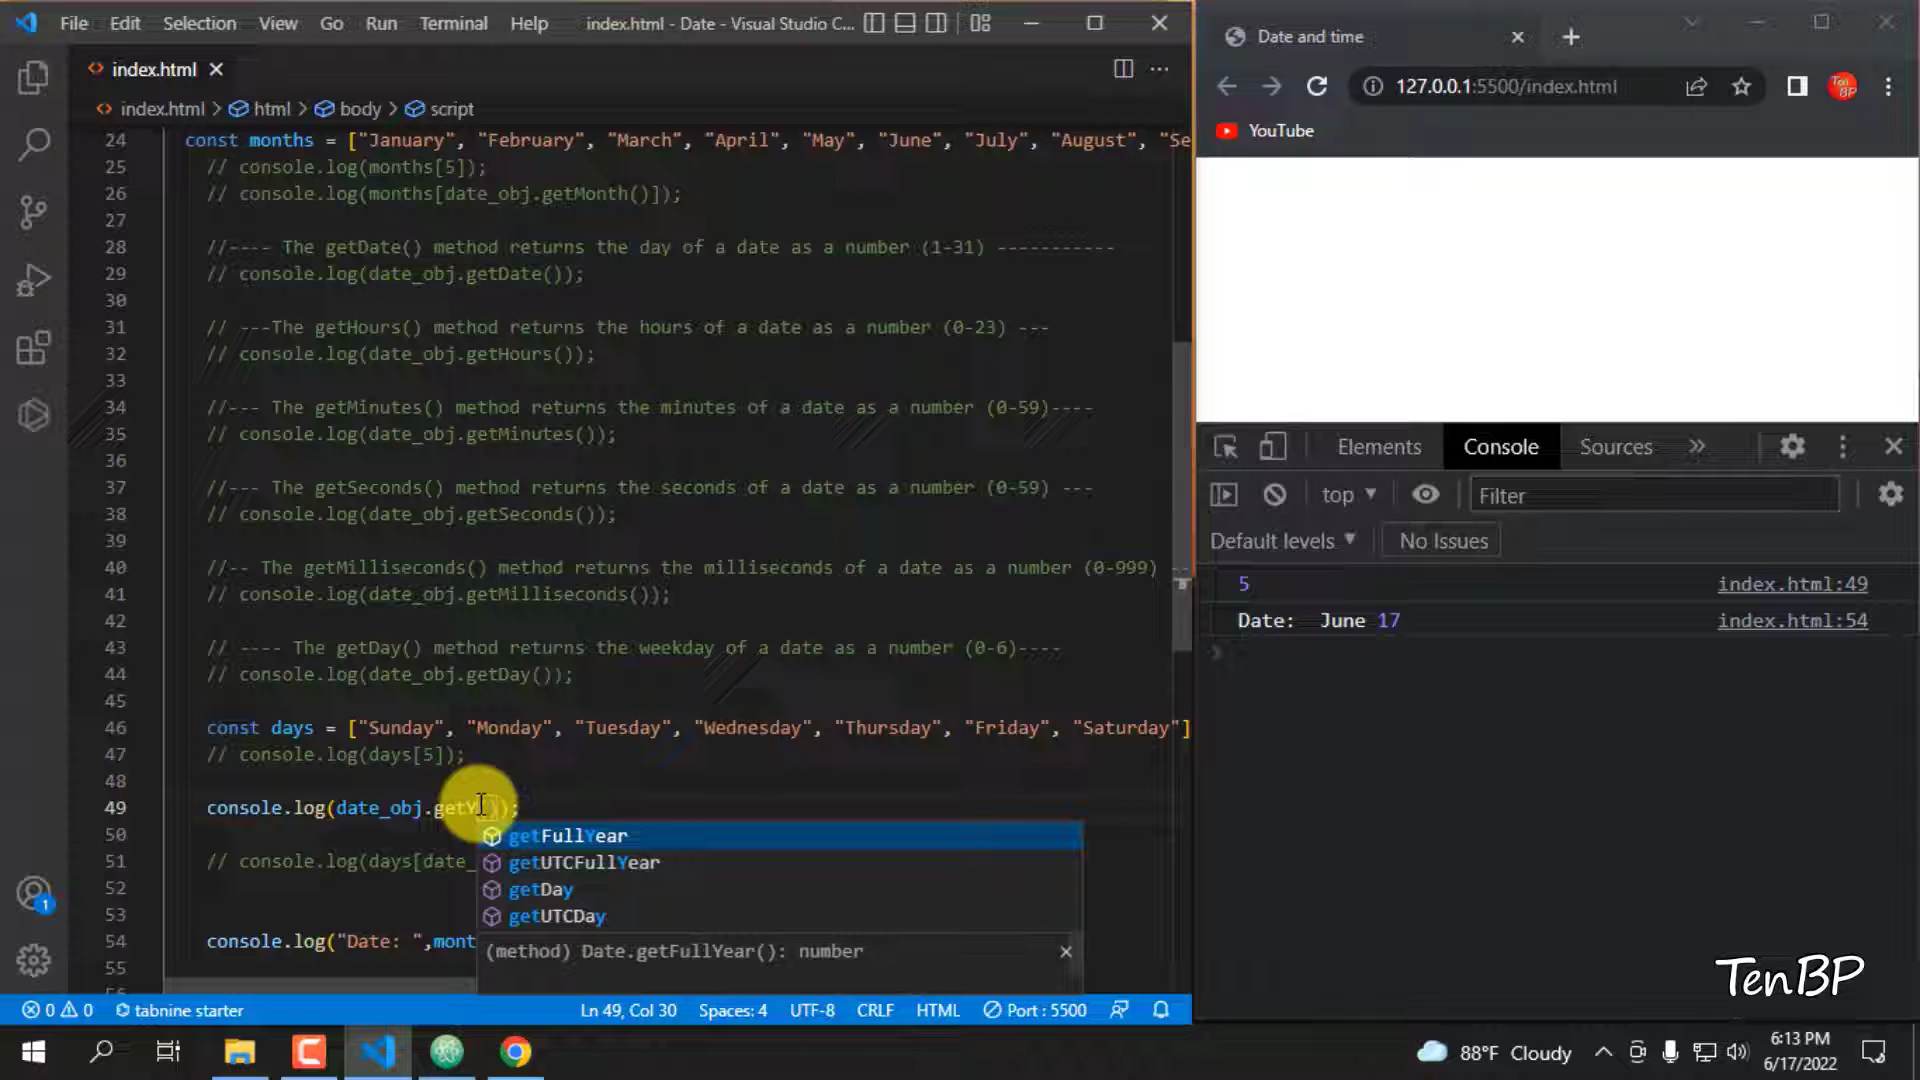 File Edit Selection View Go Run Terminal Help index.html - Date - Visual Studio C...
index.html
index.html > html > body > script
24 const months = ["January", "February", "March", "April", "May", "June", "July", "August", "Se
25 // console.log(months[5]);
26 // console.log(months[date_obj.getMonth()]);
27
28 //---- The getDate() method returns the day of a date as a number (1-31) -----------
29 // console.log(date_obj.getDate());
30
31 // ---The getHours() method returns the hours of a date as a number (0-23) ---
32 // console.log(date_obj.getHours());
33
34 //--- The getMinutes() method returns the minutes of a date as a number (0-59)----
35 // console.log(date_obj.getMinutes());
36
37 //--- The getSeconds() method returns the seconds of a date as a number (0-59) ---
38 // console.log(date_obj.getSeconds());
39
40 //-- The getMilliseconds() method returns the milliseconds of a date as a number (0-999) --
41 // console.log(date_obj.getMilliseconds());
42
43 // ---- The getDay() method returns the weekday of a date as a number (0-6)----
44 // console.log(date_obj.getDay());
45
46 const days = ["Sunday", "Monday", "Tuesday", "Wednesday", "Thursday", "Friday", "Saturday"]
47 // console.log(days[5]);
48
49 console.log(date_obj.getY());
50
getFullYear
51 // console.log(days[date_
getUTCFullYear
52
getDay
53
getUTCDay
54 console.log("Date: ",mont
(method) Date.getFullYear(): number
55
0 0 tabnine starter Ln 49, Col 30 Spaces: 4 UTF-8 CRLF HTML Port : 5500
Date and time
127.0.0.1:5500/index.html
YouTube
Elements Console Sources
top Filter
Default levels No Issues
5 index.html:49
Date: June 17 index.html:54
TenBP
88°F Cloudy
6:13 PM
6/17/2022